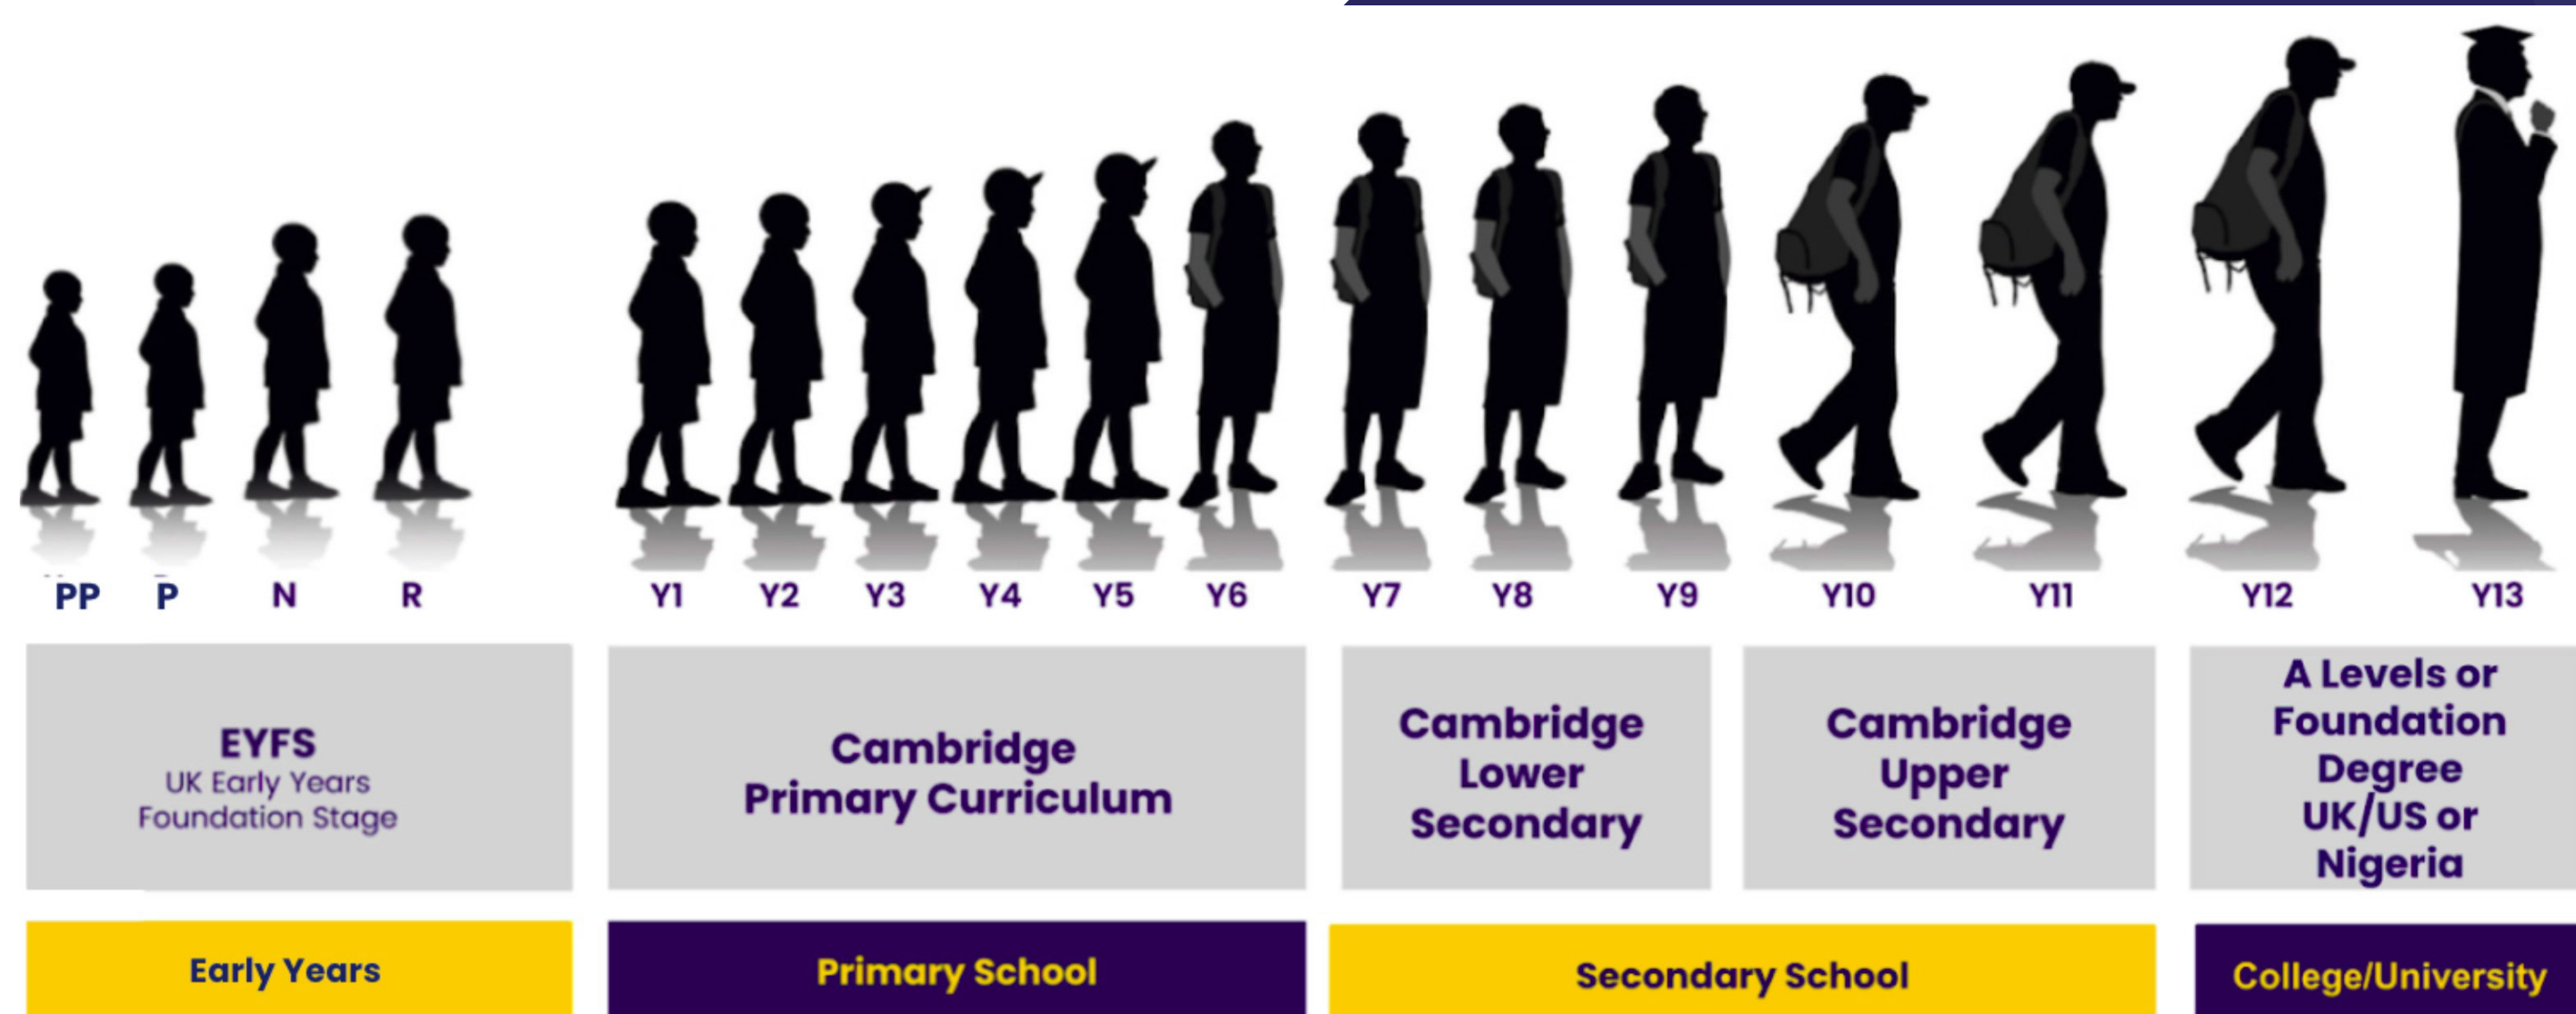 PP P N R Y1 Y2 Y3 Y4 Y5 Y6 Y7 Y8 Y9 Y10 Y11 Y12 Y13
EYFS
UK Early Years
Foundation Stage
Cambridge
Primary Curriculum
Cambridge
Lower
Secondary
Cambridge
Upper
Secondary
A Levels or
Foundation
Degree
UK/US or
Nigeria
Early Years
Primary School
Secondary School
College/University